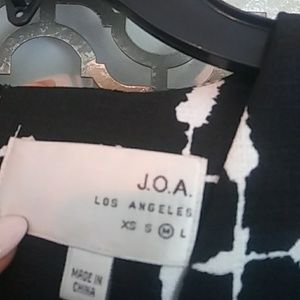 J.O.A.
LOS ANGELES
XS S M L
MADE IN
CHINA